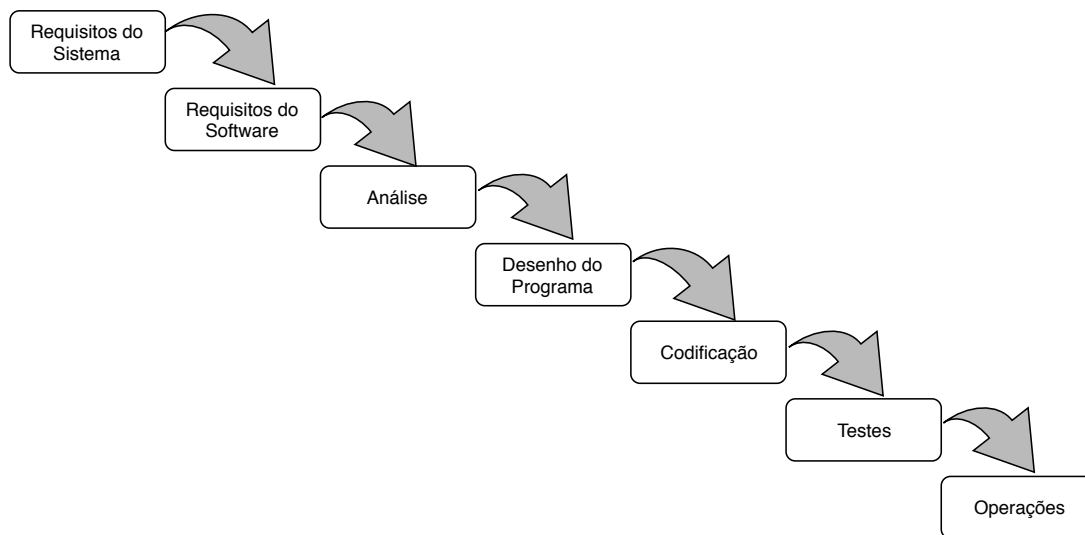 Requisitos do
Sistema
Requisitos do
Software
Análise
Desenho do
Programa
Codificação
Testes
Operações